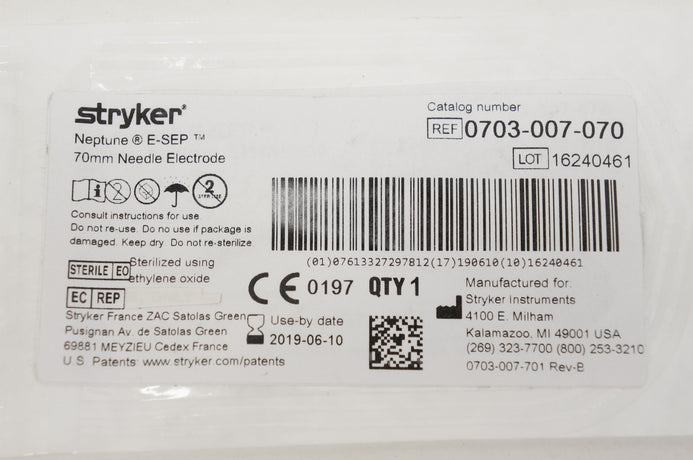 stryker®
Neptune ® E-SEP ™
70mm Needle Electrode
Catalog number
REF 0703-007-070
LOT 16240461
2
2
STERILIZE
Consult instructions for use
Do not re-use. Do no use if package is
damaged. Keep dry. Do not re-sterilize
(01)07613327297812(17)190610(10)16240461
STERILE EO
Sterilized using
ethylene oxide
EC REP
CE 0197 QTY 1
Stryker France ZAC Satolas Green
Pusignan Av. de Satolas Green
69881 MEYZIEU Cedex France
U.S. Patents: www.stryker.com/patents
Use-by date
2019-06-10
Manufactured for:
Stryker Instruments
4100 E. Milham
Kalamazoo, MI 49001 USA
(269) 323-7700 (800) 253-3210
0703-007-701 Rev-B